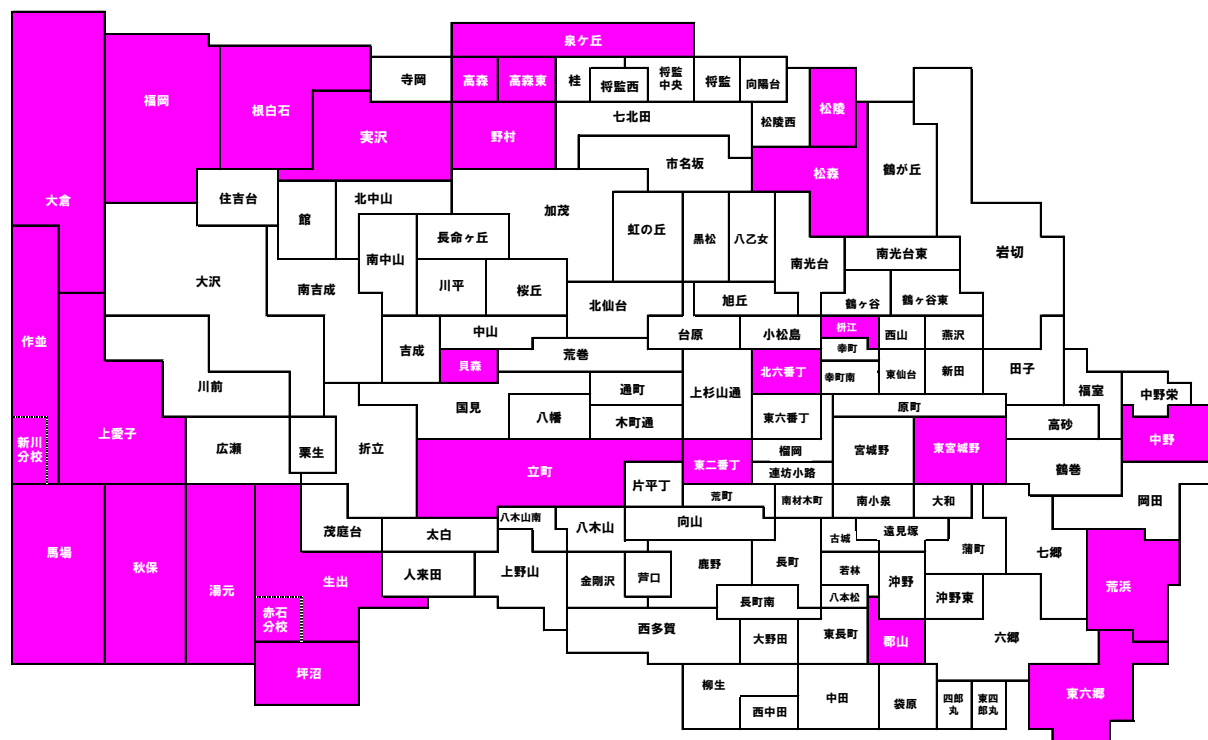 泉ケ丘
寺岡
高森
高森東
桂
将監西
将監
中央
将監
向陽台
福岡
根白石
実沢
野村
七北田
松陵西
松陵
市名坂
松森
鶴が丘
大倉
住吉台
館
北中山
加茂
虹の丘
黒松
八乙女
南光台
南光台東
岩切
長命ヶ丘
南中山
大沢
南吉成
川平
桜丘
北仙台
旭丘
鶴ヶ谷
鶴ヶ谷東
作並
吉成
中山
台原
小松島
枡江
西山
燕沢
貝森
荒巻
幸町
川前
国見
通町
上杉山通
北六番丁
幸町南
東仙台
新田
田子
福室
中野栄
八幡
木町通
東六番丁
原町
高砂
中野
新川
分校
上愛子
広瀬
栗生
折立
立町
東二番丁
榴岡
連坊小路
宮城野
東宮城野
鶴巻
片平丁
荒町
南材木町
南小泉
大和
岡田
馬場
秋保
湯元
生出
茂庭台
太白
八木山南
八木山
向山
古城
遠見塚
蒲町
七郷
荒浜
人来田
上野山
金剛沢
芦口
鹿野
長町
若林
沖野
沖野東
赤石
分校
長町南
八本松
西多賀
大野田
東長町
郡山
六郷
坪沼
柳生
西中田
中田
袋原
四郎
丸
東四
郎丸
東六郷